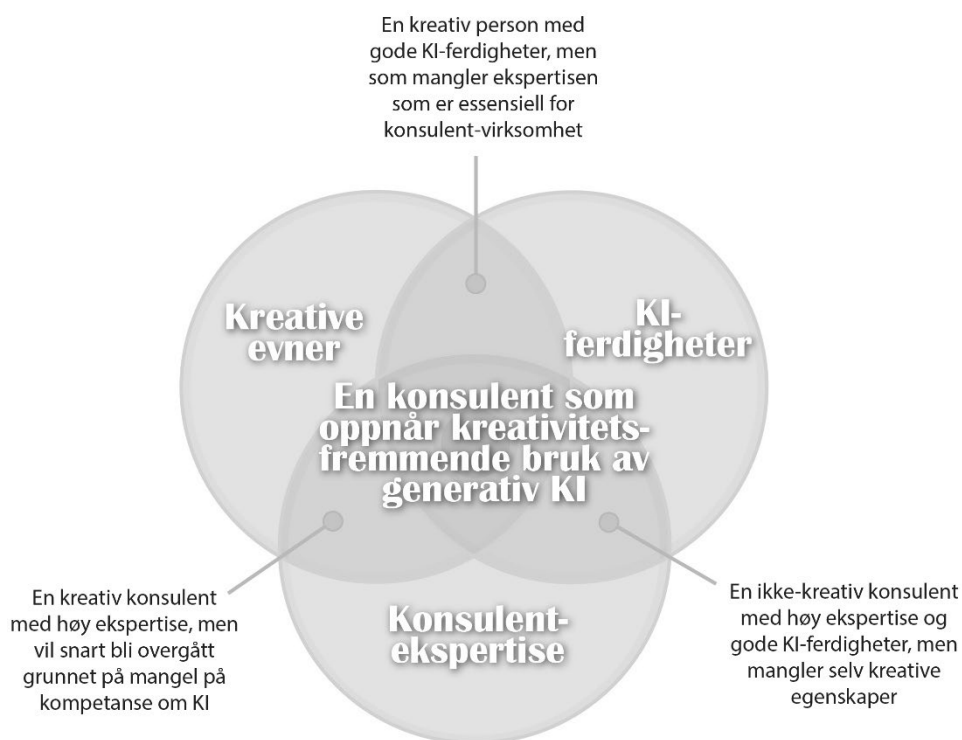 En kreativ person med
gode KI-ferdigheter, men
som mangler ekspertisen
som er essensiell for
konsulent-virksomhet
Kreative
evner
KI-
ferdigheter
En konsulent som
oppnår kreativitets-
fremmende bruk av
generativ KI
En kreativ konsulent
med høy ekspertise, men
vil snart bli overgått
grunnet på mangel på
kompetanse om KI
Konsulent-
ekspertise
En ikke-kreativ konsulent
med høy ekspertise og
gode KI-ferdigheter, men
mangler selv kreative
egenskaper